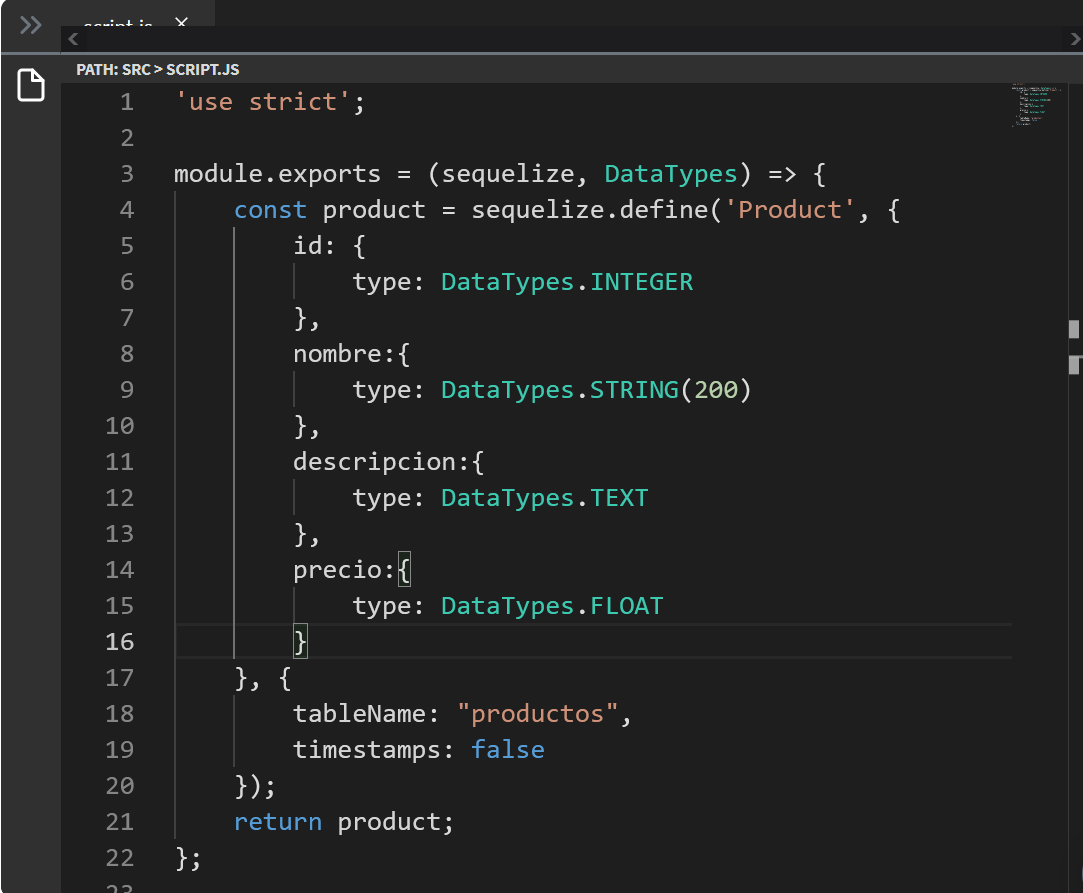 script.js
PATH: SRC > SCRIPT.JS
1 'use strict';
2
3 module.exports = (sequelize, DataTypes) => {
4     const product = sequelize.define('Product', {
5         id: {
6             type: DataTypes.INTEGER
7         },
8         nombre:{
9             type: DataTypes.STRING(200)
10         },
11         descripcion:{
12             type: DataTypes.TEXT
13         },
14         precio:{
15             type: DataTypes.FLOAT
16         }
17     }, {
18         tableName: "productos",
19         timestamps: false
20     });
21     return product;
22 };
23